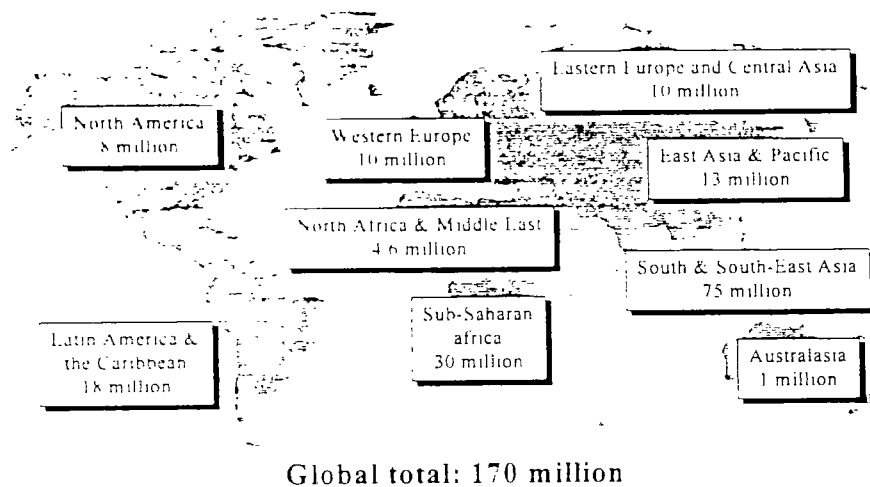 Eastern Europe and Central Asia
10 million
North America
8 million
Western Europe
10 million
East Asia & Pacific
13 million
North Africa & Middle East
4.6 million
South & South-East Asia
75 million
Sub-Saharan
africa
30 million
Latin America &
the Caribbean
18 million
Australasia
1 million
Global total: 170 million